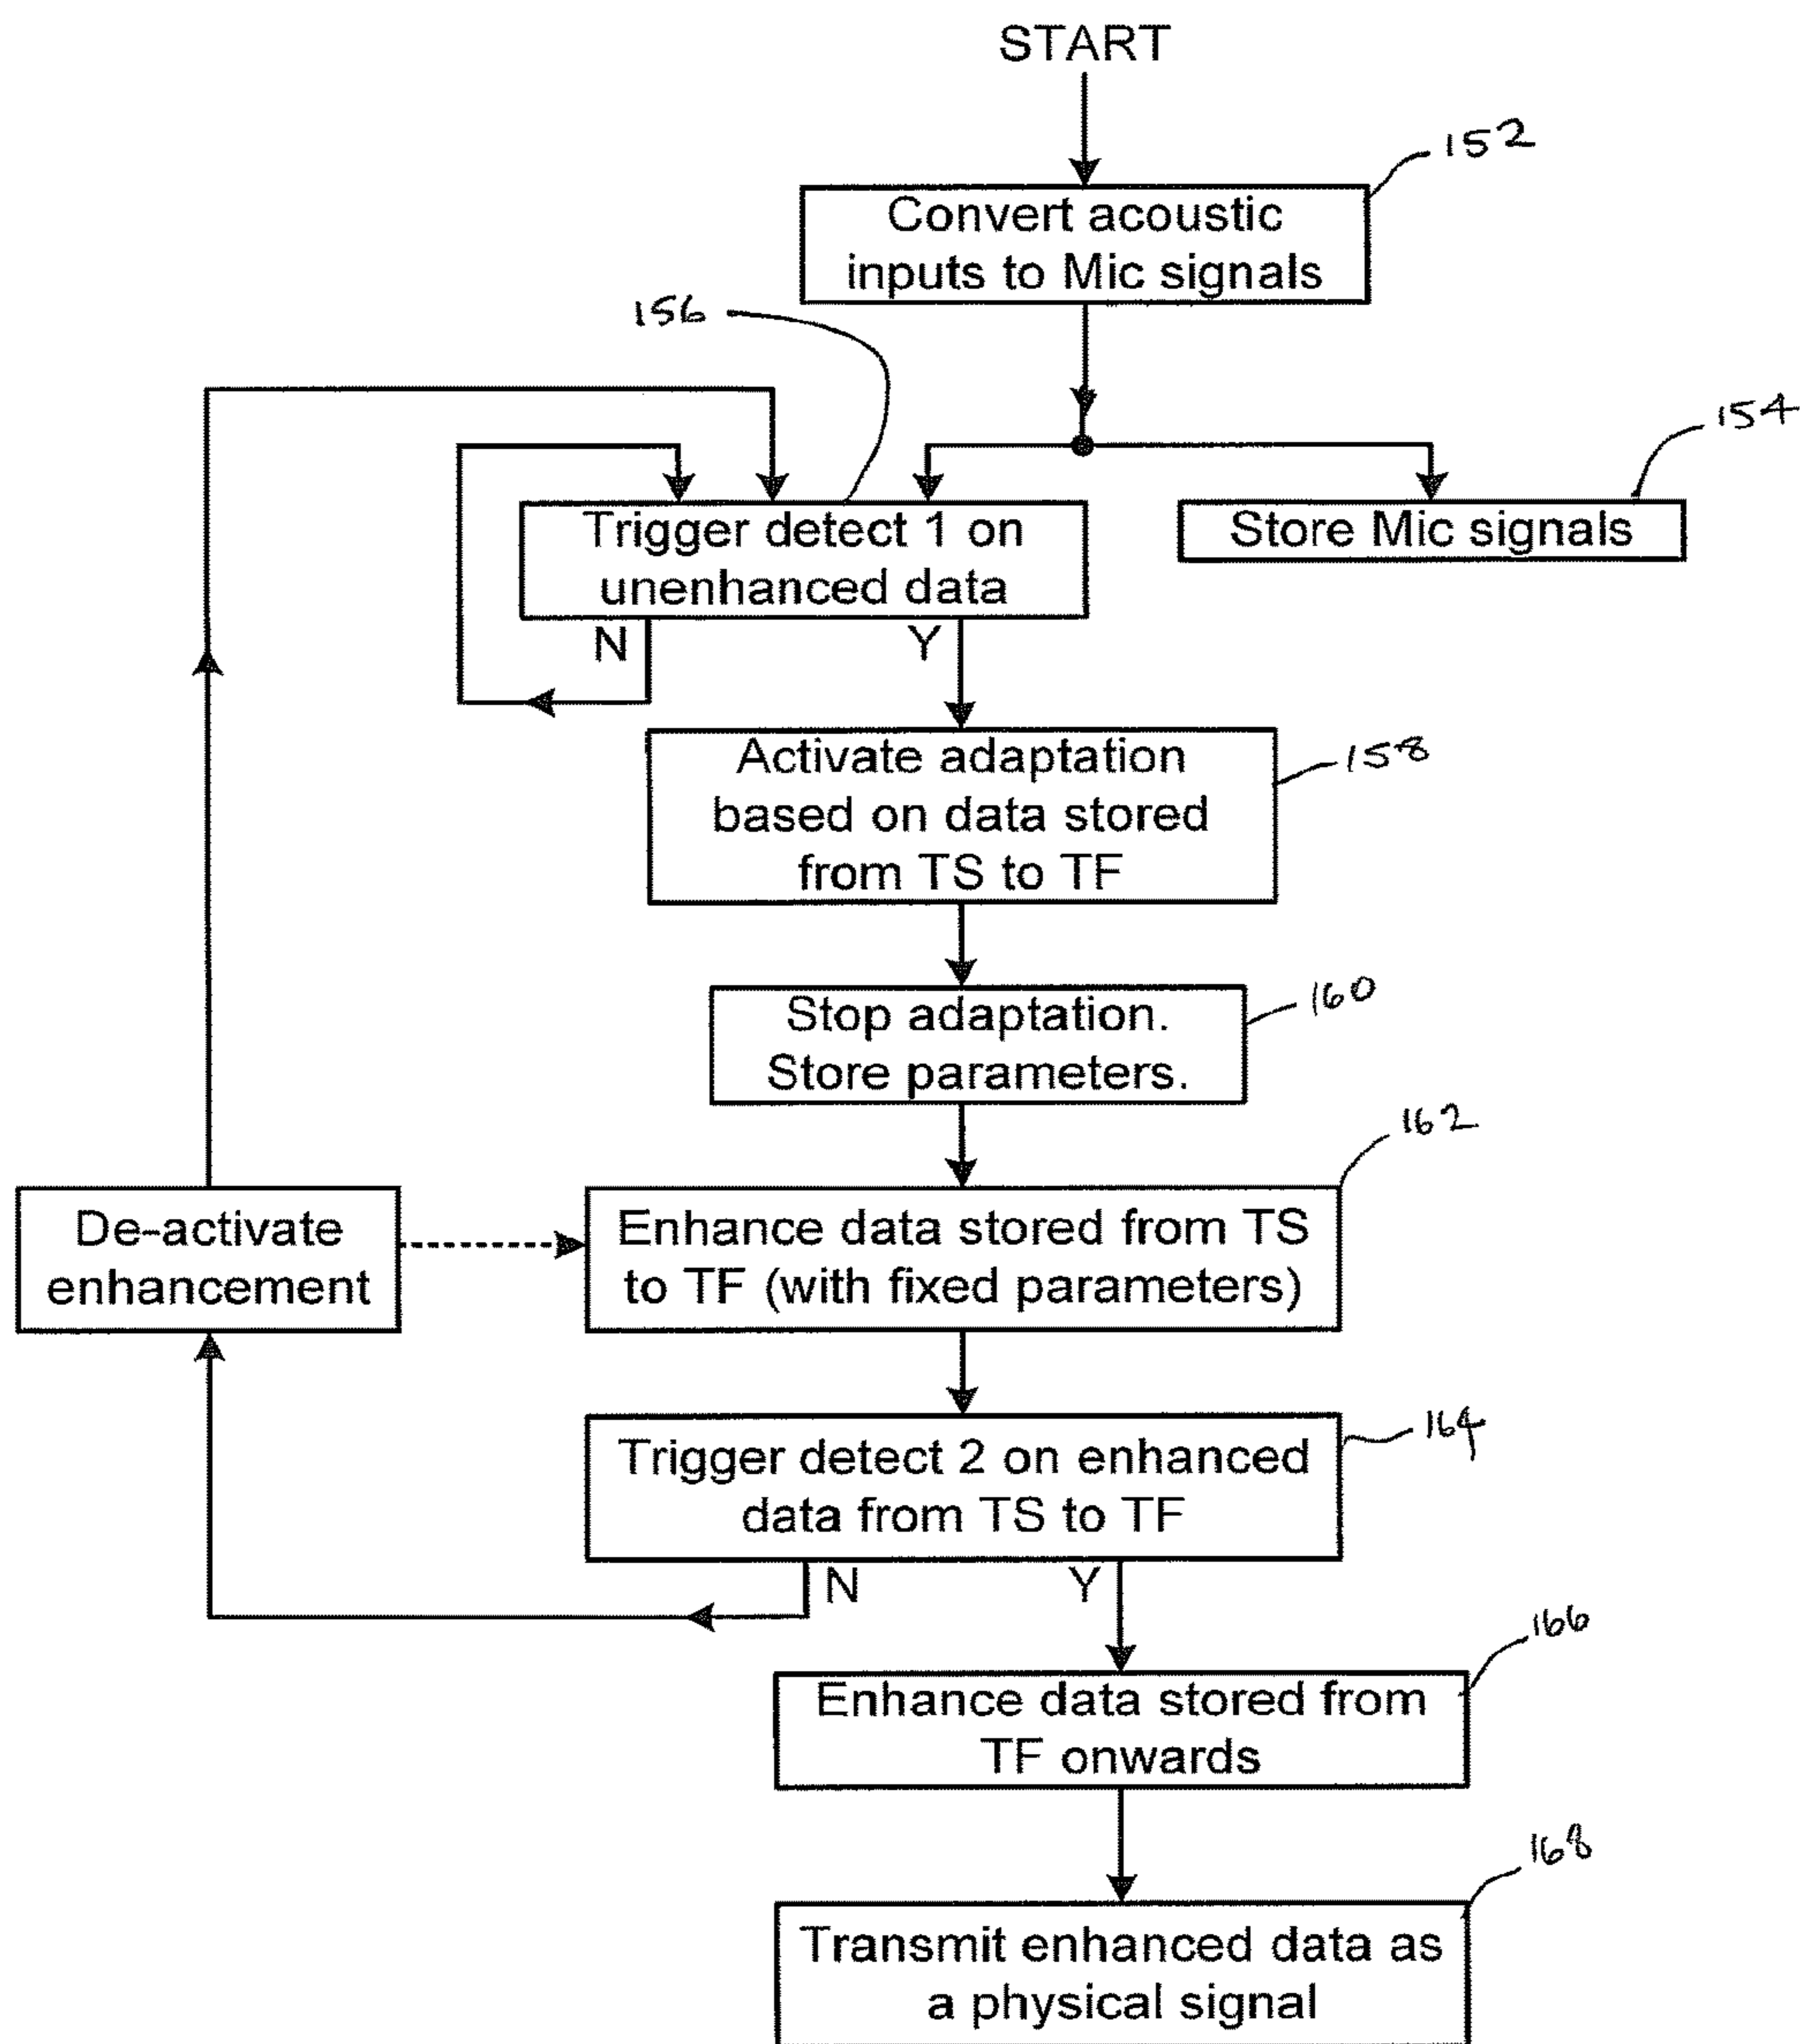 START
152
Convert acoustic
inputs to Mic signals
156
154
Trigger detect 1 on
unenhanced data
Store Mic signals
N
Y
158
Activate adaptation
based on data stored
from TS to TF
160
Stop adaptation.
Store parameters.
162
De-activate
enhancement
Enhance data stored from TS
to TF (with fixed parameters)
164
Trigger detect 2 on enhanced
data from TS to TF
N
Y
166
Enhance data stored from
TF onwards
168
Transmit enhanced data as
a physical signal